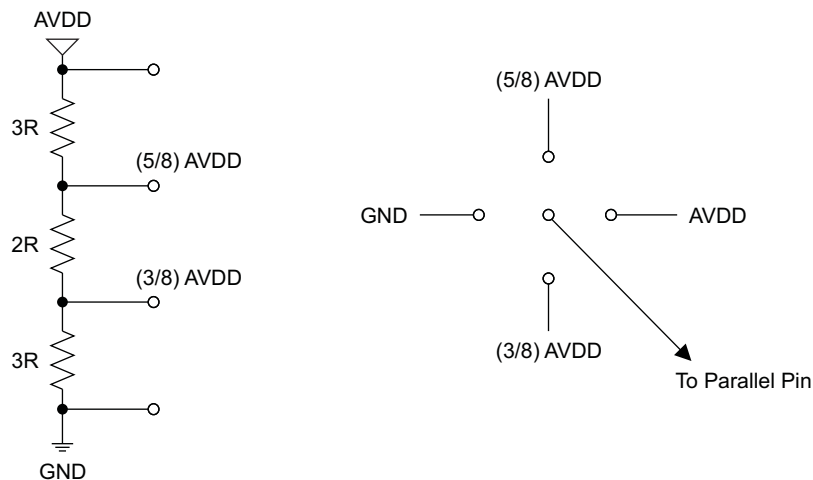 AVDD
3R
(5/8) AVDD
2R
(3/8) AVDD
3R
GND
(5/8) AVDD
GND
AVDD
(3/8) AVDD
To Parallel Pin